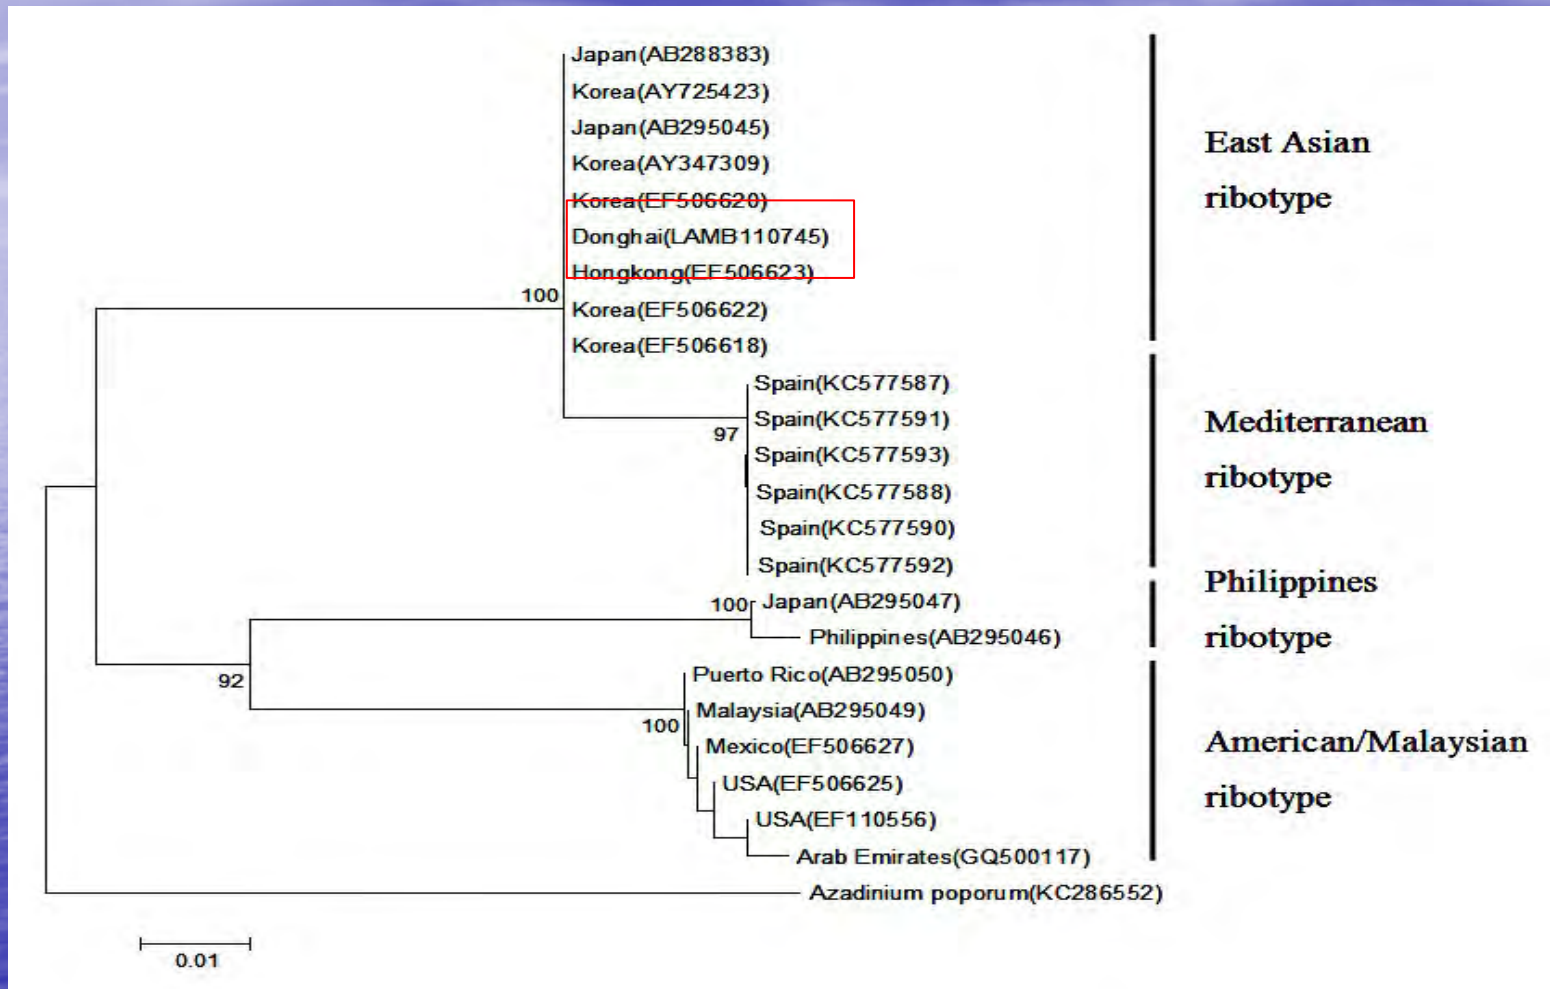 Japan(AB288383)
Korea(AY725423)
Japan(AB295045)
Korea(AY347309)
Korea(EF506620)
Donghai(LAMB110745)
Hongkong(EF506623)
Korea(EF506622)
Korea(EF506618)
100
East Asian
ribotype
Spain(KC577587)
Spain(KC577591)
Spain(KC577593)
Spain(KC577588)
Spain(KC577590)
Spain(KC577592)
97
Mediterranean
ribotype
Japan(AB295047)
Philippines(AB295046)
100
Philippines
ribotype
92
Puerto Rico(AB295050)
Malaysia(AB295049)
Mexico(EF506627)
USA(EF506625)
USA(EF110556)
Arab Emirates(GQ500117)
100
American/Malaysian
ribotype
Azadinium poporum(KC286552)
0.01